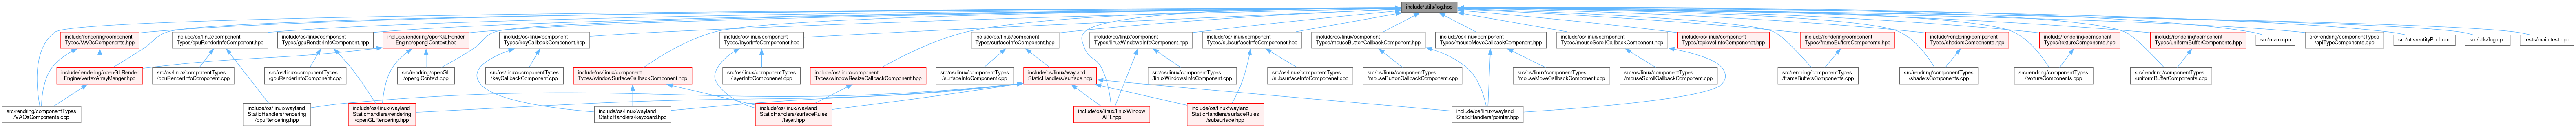 include/utils/log.hpp
include/rendering/component
Types/VAOsComponents.hpp
include/os/linux/component
Types/cpuRenderInfoComponent.hpp
include/os/linux/component
Types/gpuRenderInfoComponent.hpp
include/rendering/openGLRender
Engine/openglContext.hpp
include/os/linux/component
Types/keyCallbackComponent.hpp
include/os/linux/component
Types/layerInfoComponenet.hpp
include/os/linux/component
Types/surfaceInfoComponent.hpp
include/os/linux/component
Types/linuxWindowsInfoComponent.hpp
include/os/linux/component
Types/subsurfaceInfoComponenet.hpp
include/os/linux/component
Types/mouseButtonCallbackComponent.hpp
include/os/linux/component
Types/mouseMoveCallbackComponent.hpp
include/os/linux/component
Types/mouseScrollCallbackComponent.hpp
include/os/linux/component
Types/toplevelInfoComponenet.hpp
include/rendering/component
Types/frameBuffersComponents.hpp
include/rendering/component
Types/shadersComponents.hpp
include/rendering/component
Types/textureComponents.hpp
include/rendering/component
Types/uniformBufferComponents.hpp
src/main.cpp
src/os/linux/componentTypes
/apiTypeComponents.cpp
src/utils/entityPool.cpp
src/utils/log.cpp
tests/main.test.cpp
include/rendering/openGLRender
Engine/vertexArrayManger.hpp
src/os/linux/componentTypes
/cpuRenderInfoComponent.cpp
src/os/linux/componentTypes
/gpuRenderInfoComponent.cpp
src/rendring/openGL
/openglContext.cpp
src/os/linux/componentTypes
/keyCallbackComponent.cpp
include/os/linux/component
Types/windowSurfaceCallbackComponent.hpp
src/os/linux/componentTypes
/layerInfoComponenet.cpp
include/os/linux/component
Types/windowResizeCallbackComponent.hpp
src/os/linux/componentTypes
/surfaceInfoComponent.cpp
include/os/linux/wayland
StaticHandlers/surface.hpp
src/os/linux/componentTypes
/linuxWindowsInfoComponent.cpp
src/os/linux/componentTypes
/subsurfaceInfoComponenet.cpp
src/os/linux/componentTypes
/mouseButtonCallbackComponent.cpp
src/os/linux/componentTypes
/mouseMoveCallbackComponent.cpp
src/os/linux/componentTypes
/mouseScrollCallbackComponent.cpp
src/rendring/componentTypes
/frameBuffersComponents.cpp
src/rendring/componentTypes
/shadersComponents.cpp
src/rendring/componentTypes
/textureComponents.cpp
src/rendring/componentTypes
/uniformBufferComponents.cpp
src/rendring/componentTypes
/VAOsComponents.cpp
include/os/linux/wayland
StaticHandlers/rendering
/cpuRendering.hpp
include/os/linux/wayland
StaticHandlers/rendering
/openGLRendering.hpp
include/os/linux/wayland
StaticHandlers/keyboard.hpp
include/os/linux/wayland
StaticHandlers/surfaceRules
/layer.hpp
include/os/linux/linuxWindow
API.hpp
include/os/linux/wayland
StaticHandlers/surfaceRules
/subsurface.hpp
include/os/linux/wayland
StaticHandlers/pointer.hpp